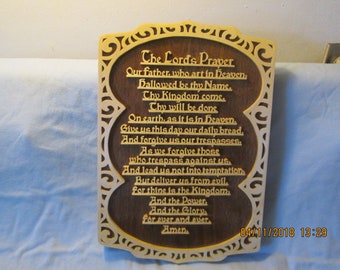 The Lord's Prayer
Our Father, who art in Heaven,
Hallowed be thy Name.
Thy Kingdom come.
Thy will be done
On earth, as it is in Heaven.
Give us this day our daily bread.
And forgive us our trespasses,
As we forgive those
who trespass against us.
And lead us not into temptation,
But deliver us from evil,
For thine is the Kingdom,
And the Power,
And the Glory,
For ever and ever.
Amen.
04/11/2018 13:39